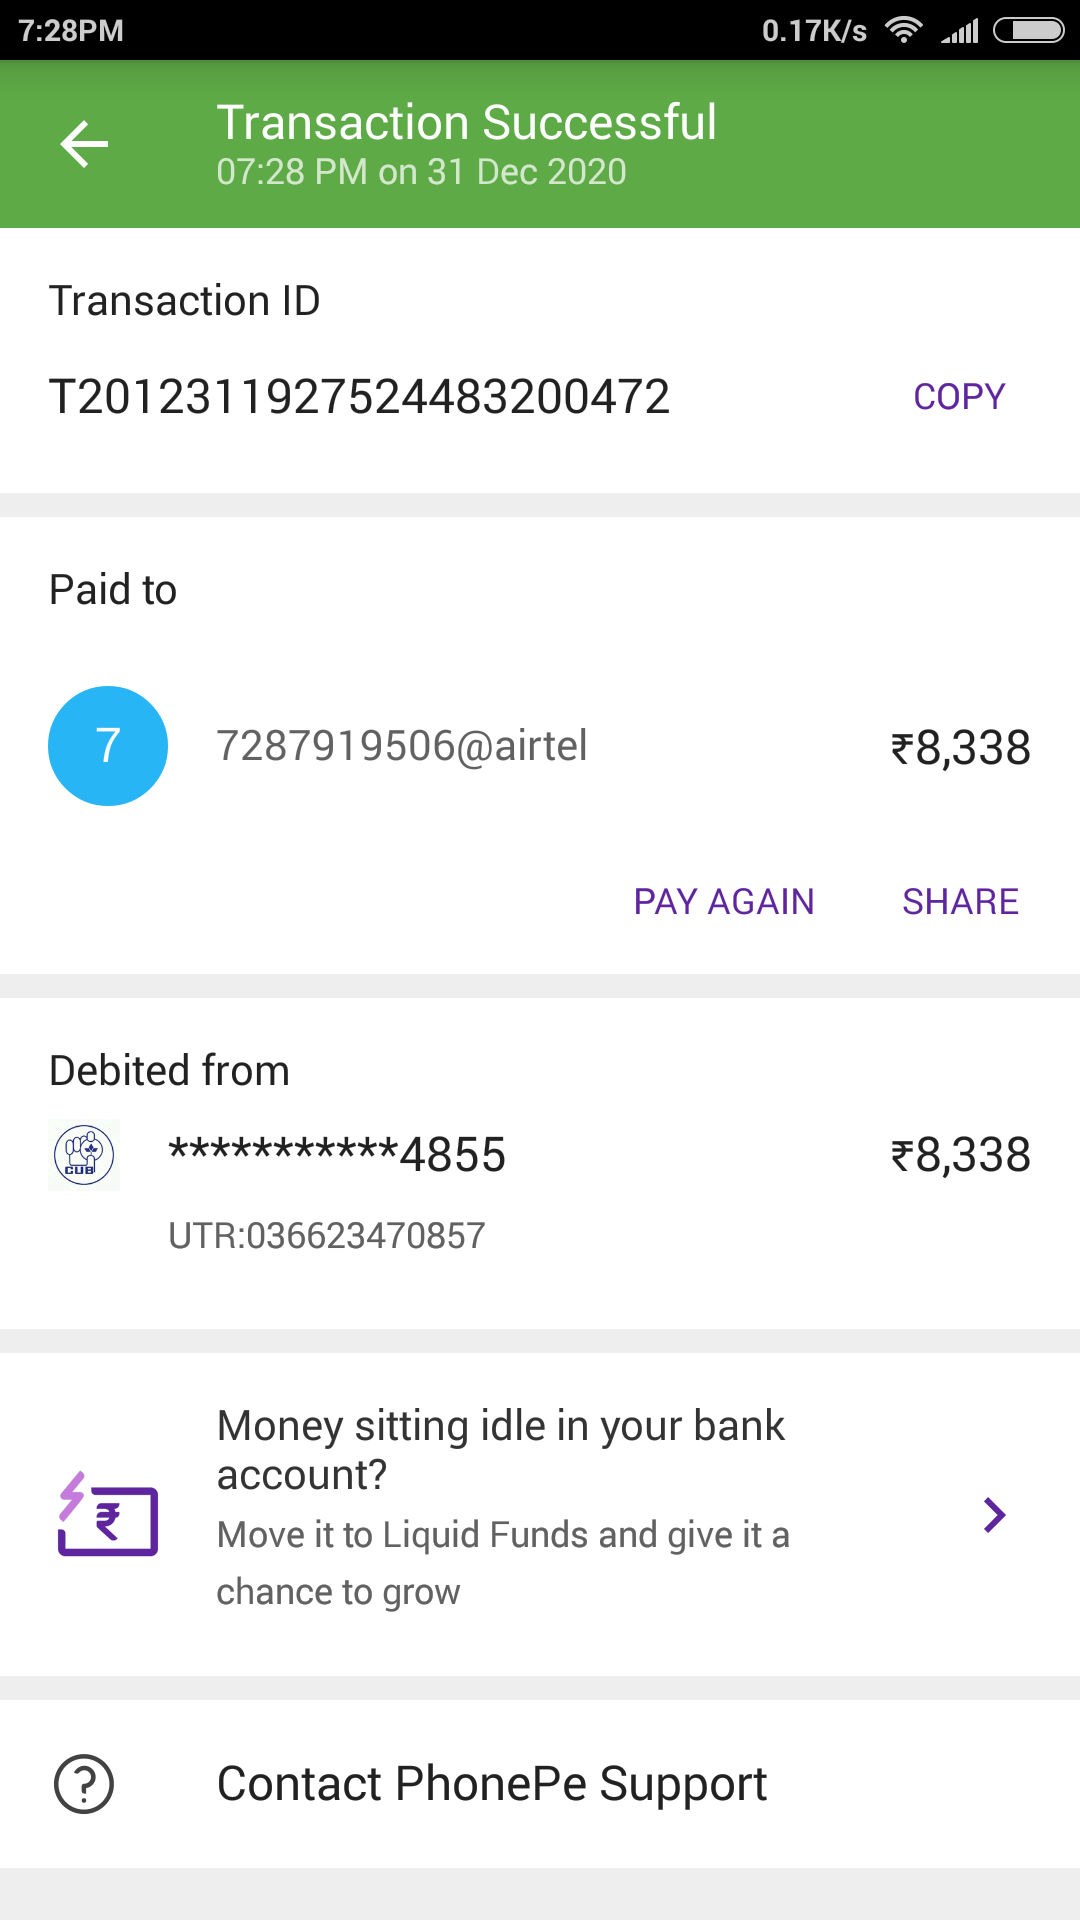 7:28PM 0.17K/s
Transaction Successful
07:28 PM on 31 Dec 2020
Transaction ID
T2012311927524483200472 COPY
Paid to
7 7287919506@airtel ₹8,338
PAY AGAIN SHARE
Debited from
CUB ***********4855 ₹8,338
UTR:036623470857
Money sitting idle in your bank
account?
₹
Move it to Liquid Funds and give it a
chance to grow
? Contact PhonePe Support